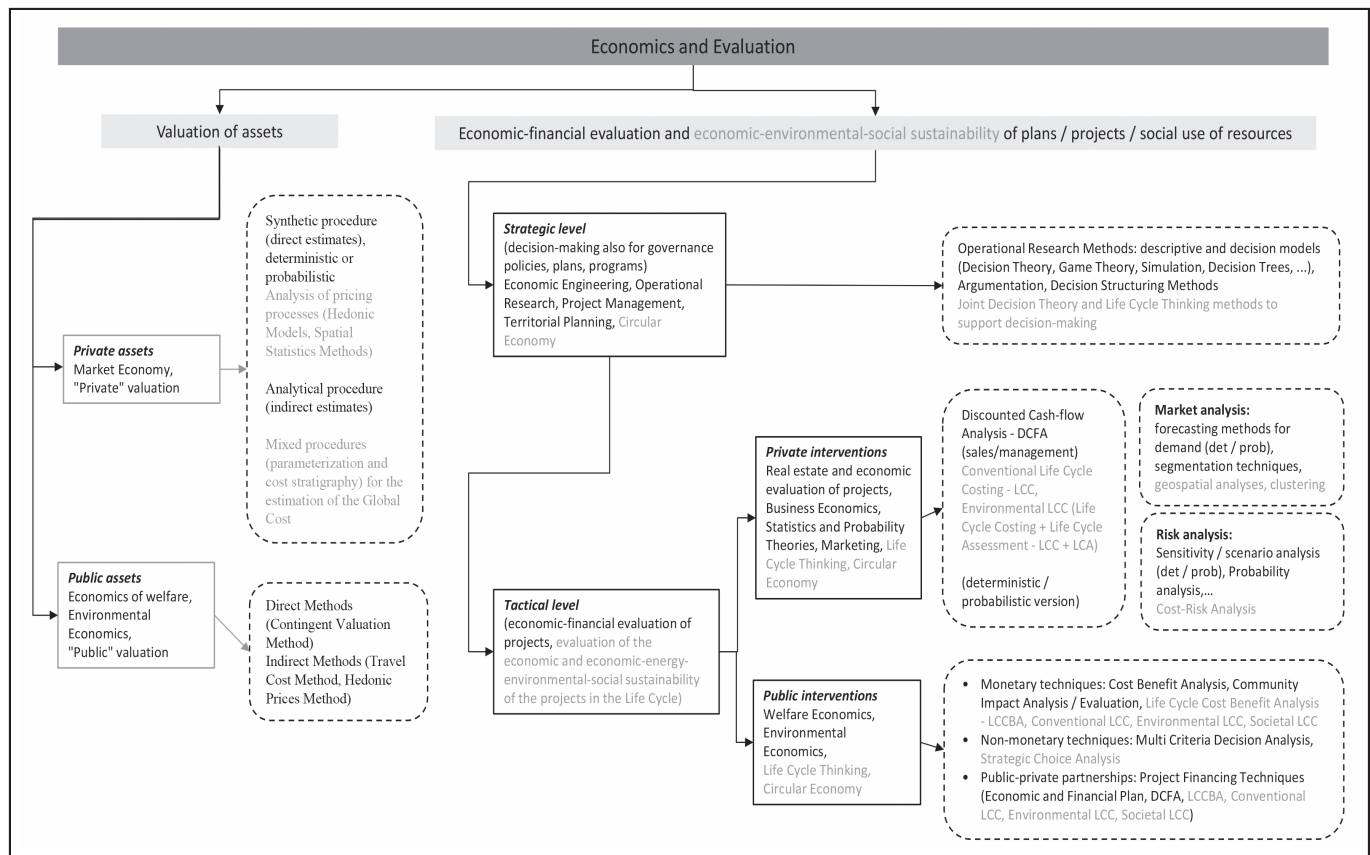 Economics and Evaluation
Valuation of assets
Economic-financial evaluation and economic-environmental-social sustainability of plans / projects / social use of resources
Synthetic procedure
(direct estimates),
deterministic or
probabilistic
Analysis of pricing
processes (Hedonic
Models, Spatial
Statistics Methods)
Analytical procedure
(indirect estimates)
Mixed procedures
(parameterization and
cost stratigraphy) for the
estimation of the Global
Cost
Private assets
Market Economy,
"Private" valuation
Public assets
Economics of welfare,
Environmental
Economics,
"Public" valuation
Direct Methods
(Contingent Valuation
Method)
Indirect Methods (Travel
Cost Method, Hedonic
Prices Method)
Strategic level
(decision-making also for governance
policies, plans, programs)
Economic Engineering, Operational
Research, Project Management,
Territorial Planning, Circular
Economy
Operational Research Methods: descriptive and decision models
(Decision Theory, Game Theory, Simulation, Decision Trees, ...),
Argumentation, Decision Structuring Methods
Joint Decision Theory and Life Cycle Thinking methods to
support decision-making
Tactical level
(economic-financial evaluation of
projects, evaluation of the
economic and economic-energy-
environmental-social sustainability
of the projects in the Life Cycle)
Private interventions
Real estate and economic
evaluation of projects,
Business Economics,
Statistics and Probability
Theories, Marketing, Life
Cycle Thinking, Circular
Economy
Discounted Cash-flow
Analysis - DCFA
(sales/management)
Conventional Life Cycle
Costing - LCC,
Environmental LCC (Life
Cycle Costing + Life Cycle
Assessment - LCC + LCA)
(deterministic /
probabilistic version)
Market analysis:
forecasting methods for
demand (det / prob),
segmentation techniques,
geospatial analyses, clustering
Risk analysis:
Sensitivity / scenario analysis
(det / prob), Probability
analysis,...
Cost-Risk Analysis
Public interventions
Welfare Economics,
Environmental
Economics,
Life Cycle Thinking,
Circular Economy
• Monetary techniques: Cost Benefit Analysis, Community
Impact Analysis / Evaluation, Life Cycle Cost Benefit Analysis
- LCCBA, Conventional LCC, Environmental LCC, Societal LCC
• Non-monetary techniques: Multi Criteria Decision Analysis,
Strategic Choice Analysis
• Public-private partnerships: Project Financing Techniques
(Economic and Financial Plan, DCFA, LCCBA, Conventional
LCC, Environmental LCC, Societal LCC)